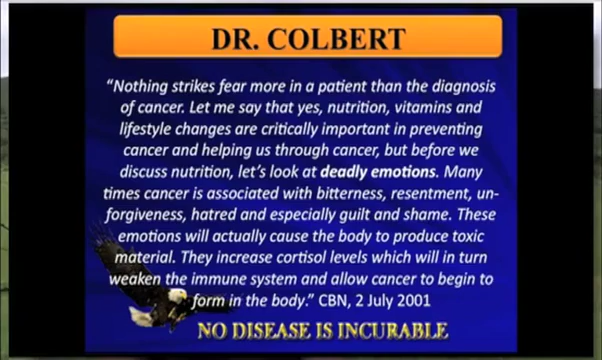 DR. COLBERT
“Nothing strikes fear more in a patient than the diagnosis
of cancer. Let me say that yes, nutrition, vitamins and
lifestyle changes are critically important in preventing
cancer and helping us through cancer, but before we
discuss nutrition, let’s look at deadly emotions. Many
times cancer is associated with bitterness, resentment, un-
forgiveness, hatred and especially guilt and shame. These
emotions will actually cause the body to produce toxic
material. They increase cortisol levels which will in turn
weaken the immune system and allow cancer to begin to
form in the body.” CBN, 2 July 2001
NO DISEASE IS INCURABLE